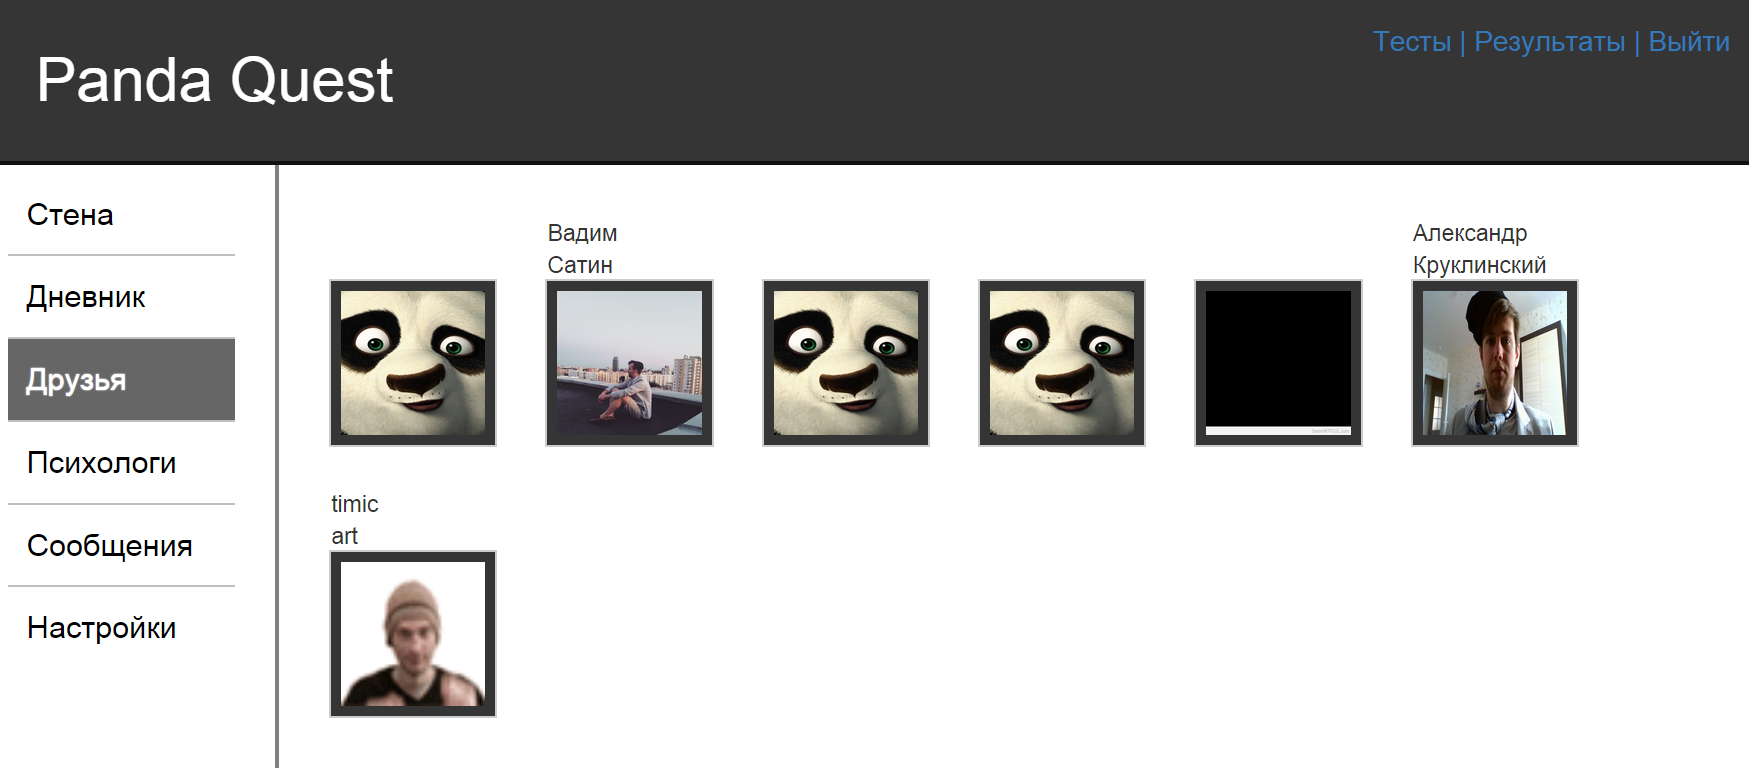 Тесты | Результаты | Выйти
Panda Quest
Стена
Дневник
Друзья
Психологи
Сообщения
Настройки
Вадим
Сатин
Александр
Круклинский
timic
art